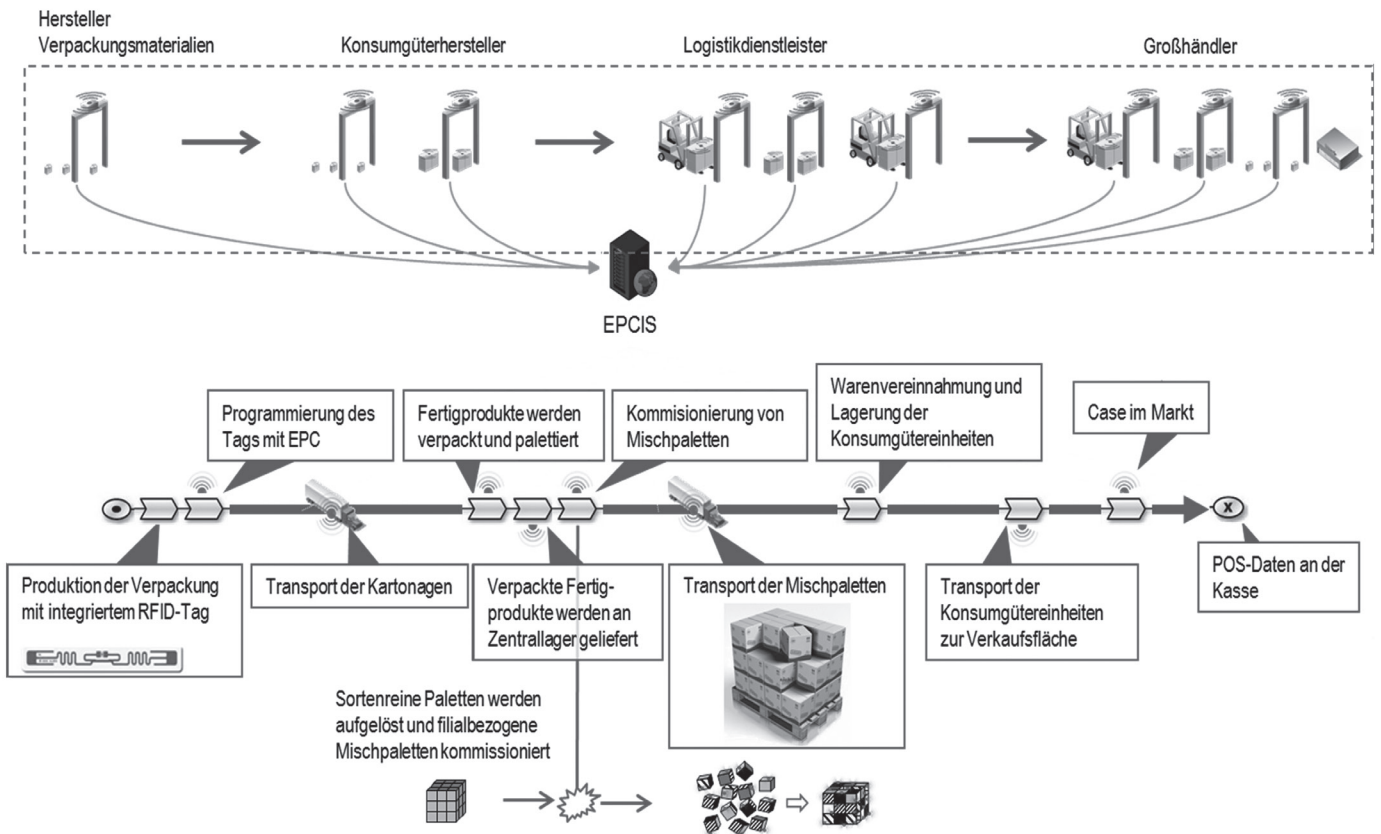 Hersteller
Verpackungsmaterialien
Konsumgüterhersteller
Logistikdienstleister
Großhändler
EPCIS
Programmierung des
Tags mit EPC
Fertigprodukte werden
verpackt und palettiert
Kommisionierung von
Mischpaletten
Warenvereinnahmung und
Lagerung der
Konsumgütereinheiten
Case im Markt
X
Produktion der Verpackung
mit integriertem RFID-Tag
Transport der Kartonagen
Verpackte Fertig-
produkte werden an
Zentrallager geliefert
Transport der Mischpaletten
Transport der
Konsumgütereinheiten
zur Verkaufsfläche
POS-Daten an der
Kasse
Sortenreine Paletten werden
aufgelöst und filialbezogene
Mischpaletten kommissioniert